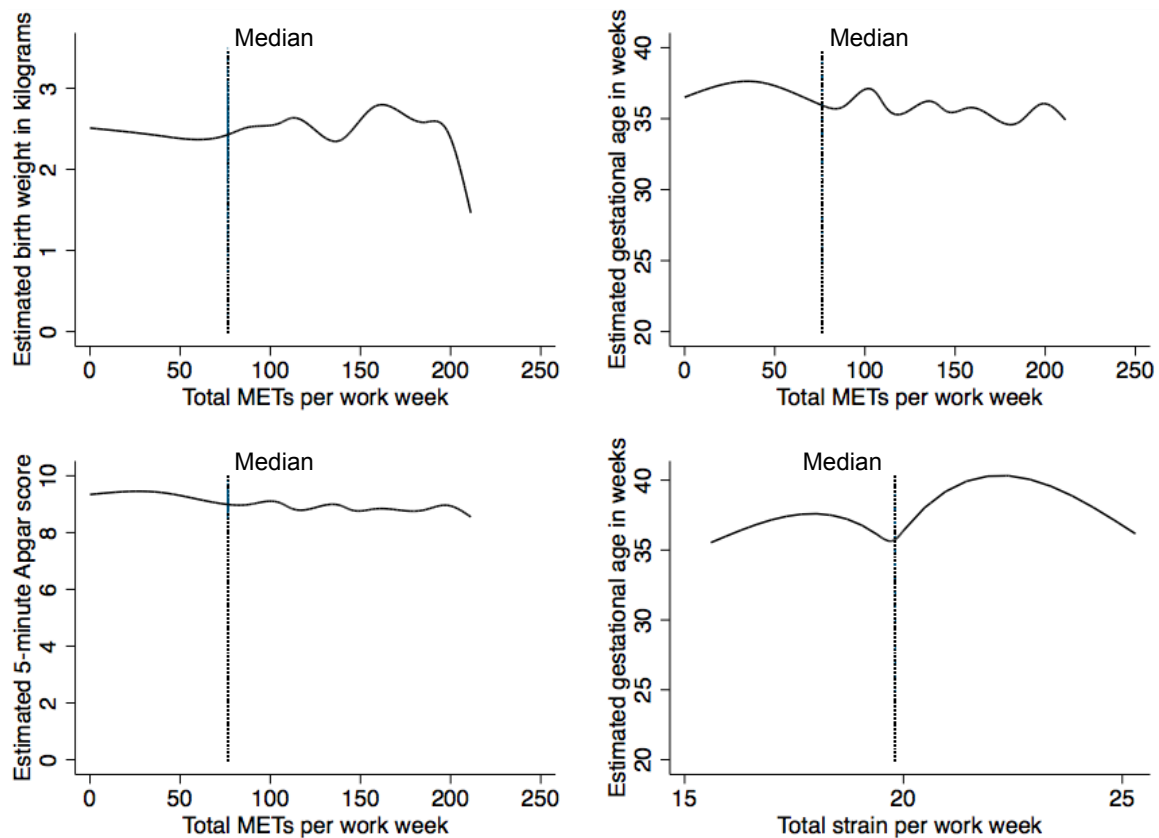 Median
Estimated birth weight in kilograms
3
2
1
0
0 50 100 150 200 250
Total METs per work week
Median
Estimated gestational age in weeks
40
35
30
25
20
0 50 100 150 200 250
Total METs per work week
Median
Estimated 5-minute Apgar score
10
8
6
4
2
0
0 50 100 150 200 250
Total METs per work week
Median
Estimated gestational age in weeks
40
35
30
25
20
15 20 25
Total strain per work week